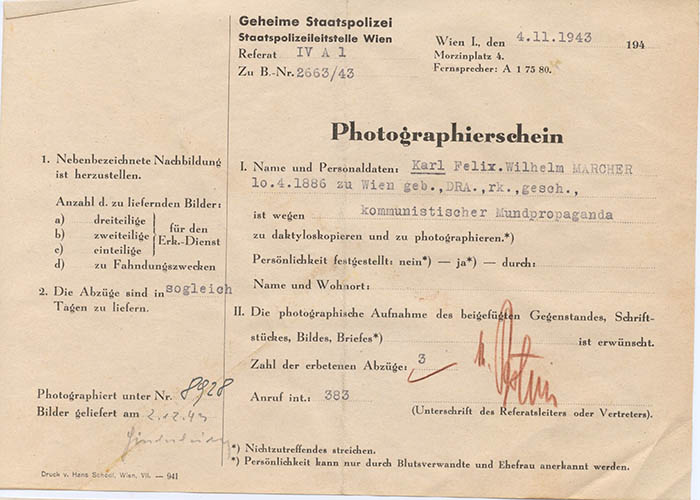 Geheime Staatspolizei
Staatspolizeileitstelle Wien
Referat IV A 1
Zu B.-Nr. 2663/43
Wien I., den 4.11.1943 194
Morzinplatz 4.
Fernsprecher: A 1 75 80.
Photographierschein
1. Nebenbezeichnete Nachbildung
ist herzustellen.
Anzahl d. zu liefernden Bilder:
a) dreiteilige
b) zweiteilige
c) einteilige
für den
Erk.-Dienst
d) zu Fahndungszwecken
2. Die Abzüge sind in sogleich
Tagen zu liefern.
Photographiert unter Nr. 8928
Bilder geliefert am 2.12.43
I. Name und Personaldaten: Karl Felix.Wilhelm MARCHER
1o.4.1886 zu Wien geb.,DRA.,rk.,gesch.,
ist wegen kommunistischer Mundpropaganda
zu daktyloskopieren und zu photographieren.*)
Persönlichkeit festgestellt: nein*) — ja*) — durch:
Name und Wohnort:
II. Die photographische Aufnahme des beigefügten Gegenstandes, Schrift-
stückes, Bildes, Briefes*) ist erwünscht.
Zahl der erbetenen Abzüge: 3
Anruf int.: 383
(Unterschrift des Referatsleiters oder Vertreters).
*) Nichtzutreffendes streichen.
*) Persönlichkeit kann nur durch Blutsverwandte und Ehefrau anerkannt werden.
Druck v. Hans School, Wien, VII. — 941